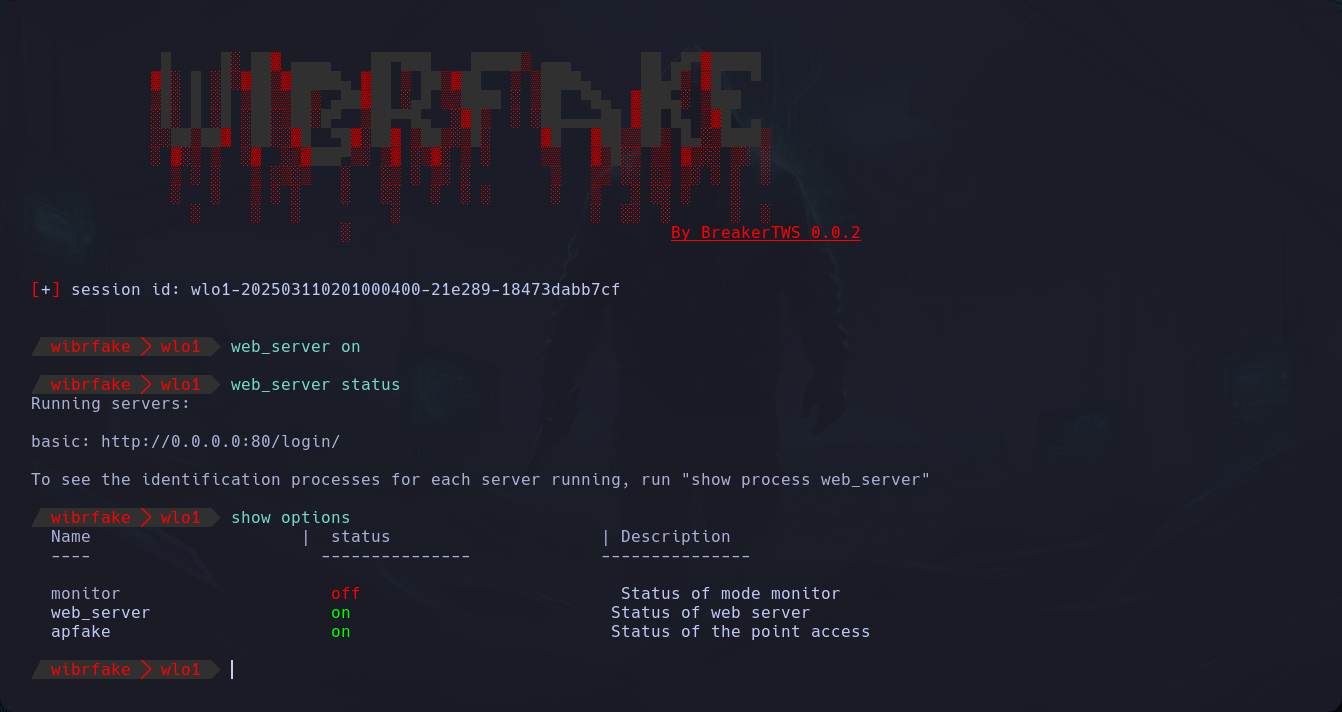 WIBRFAKE
By BreakerTWS 0.0.2
[+] session id: wlo1-202503110201000400-21e289-18473dabb7cf
wibrfake > wlo1 web_server on
wibrfake > wlo1 web_server status
Running servers:
basic: http://0.0.0.0:80/login/
To see the identification processes for each server running, run "show process web_server"
wibrfake > wlo1 show options
Name | status | Description
---- --------------- ---------------
monitor off Status of mode monitor
web_server on Status of web server
apfake on Status of the point access
wibrfake > wlo1